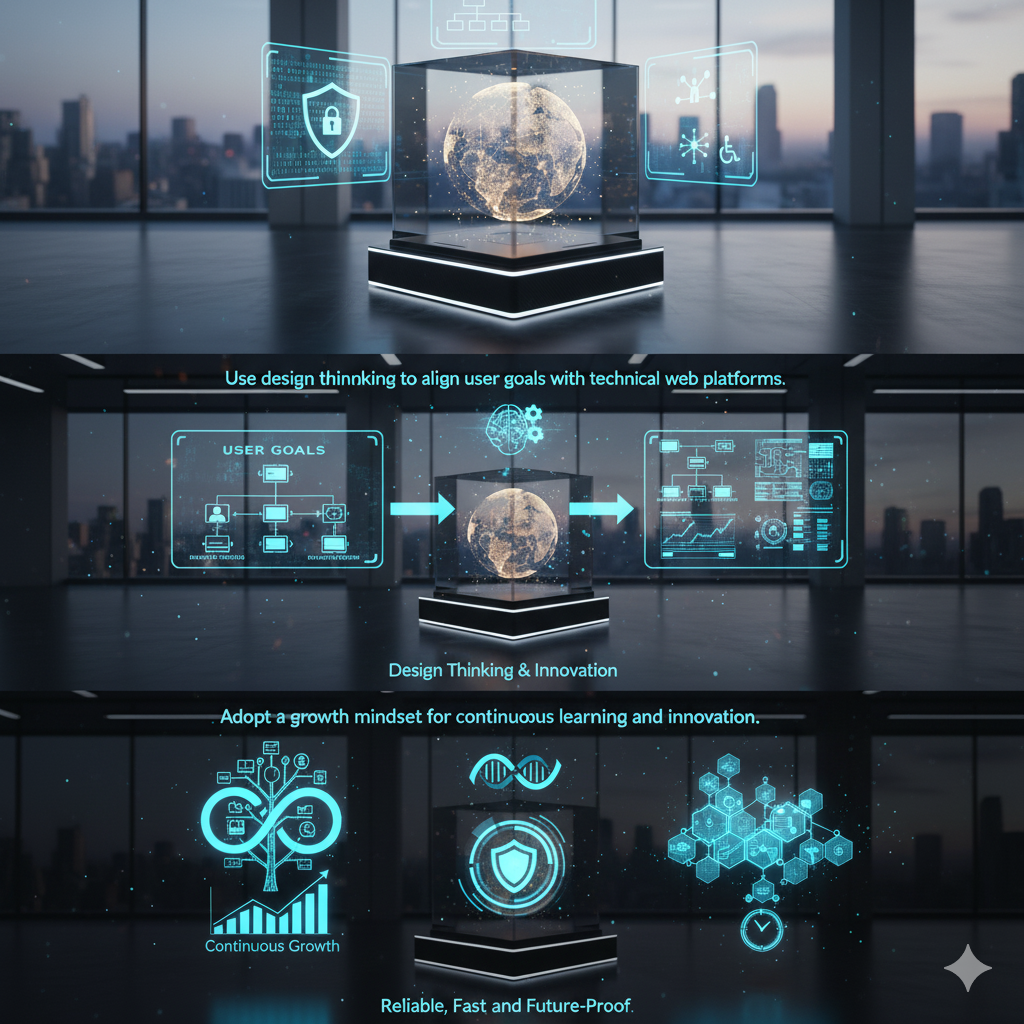 Use design thinnking to align user goals with technical web platforms.
USER GOALS
Design Thinking & Innovation
Adopt a growth mindset for continuous learning and innovation.
Continuous Growth
Reliable, Fast and Future-Proof.